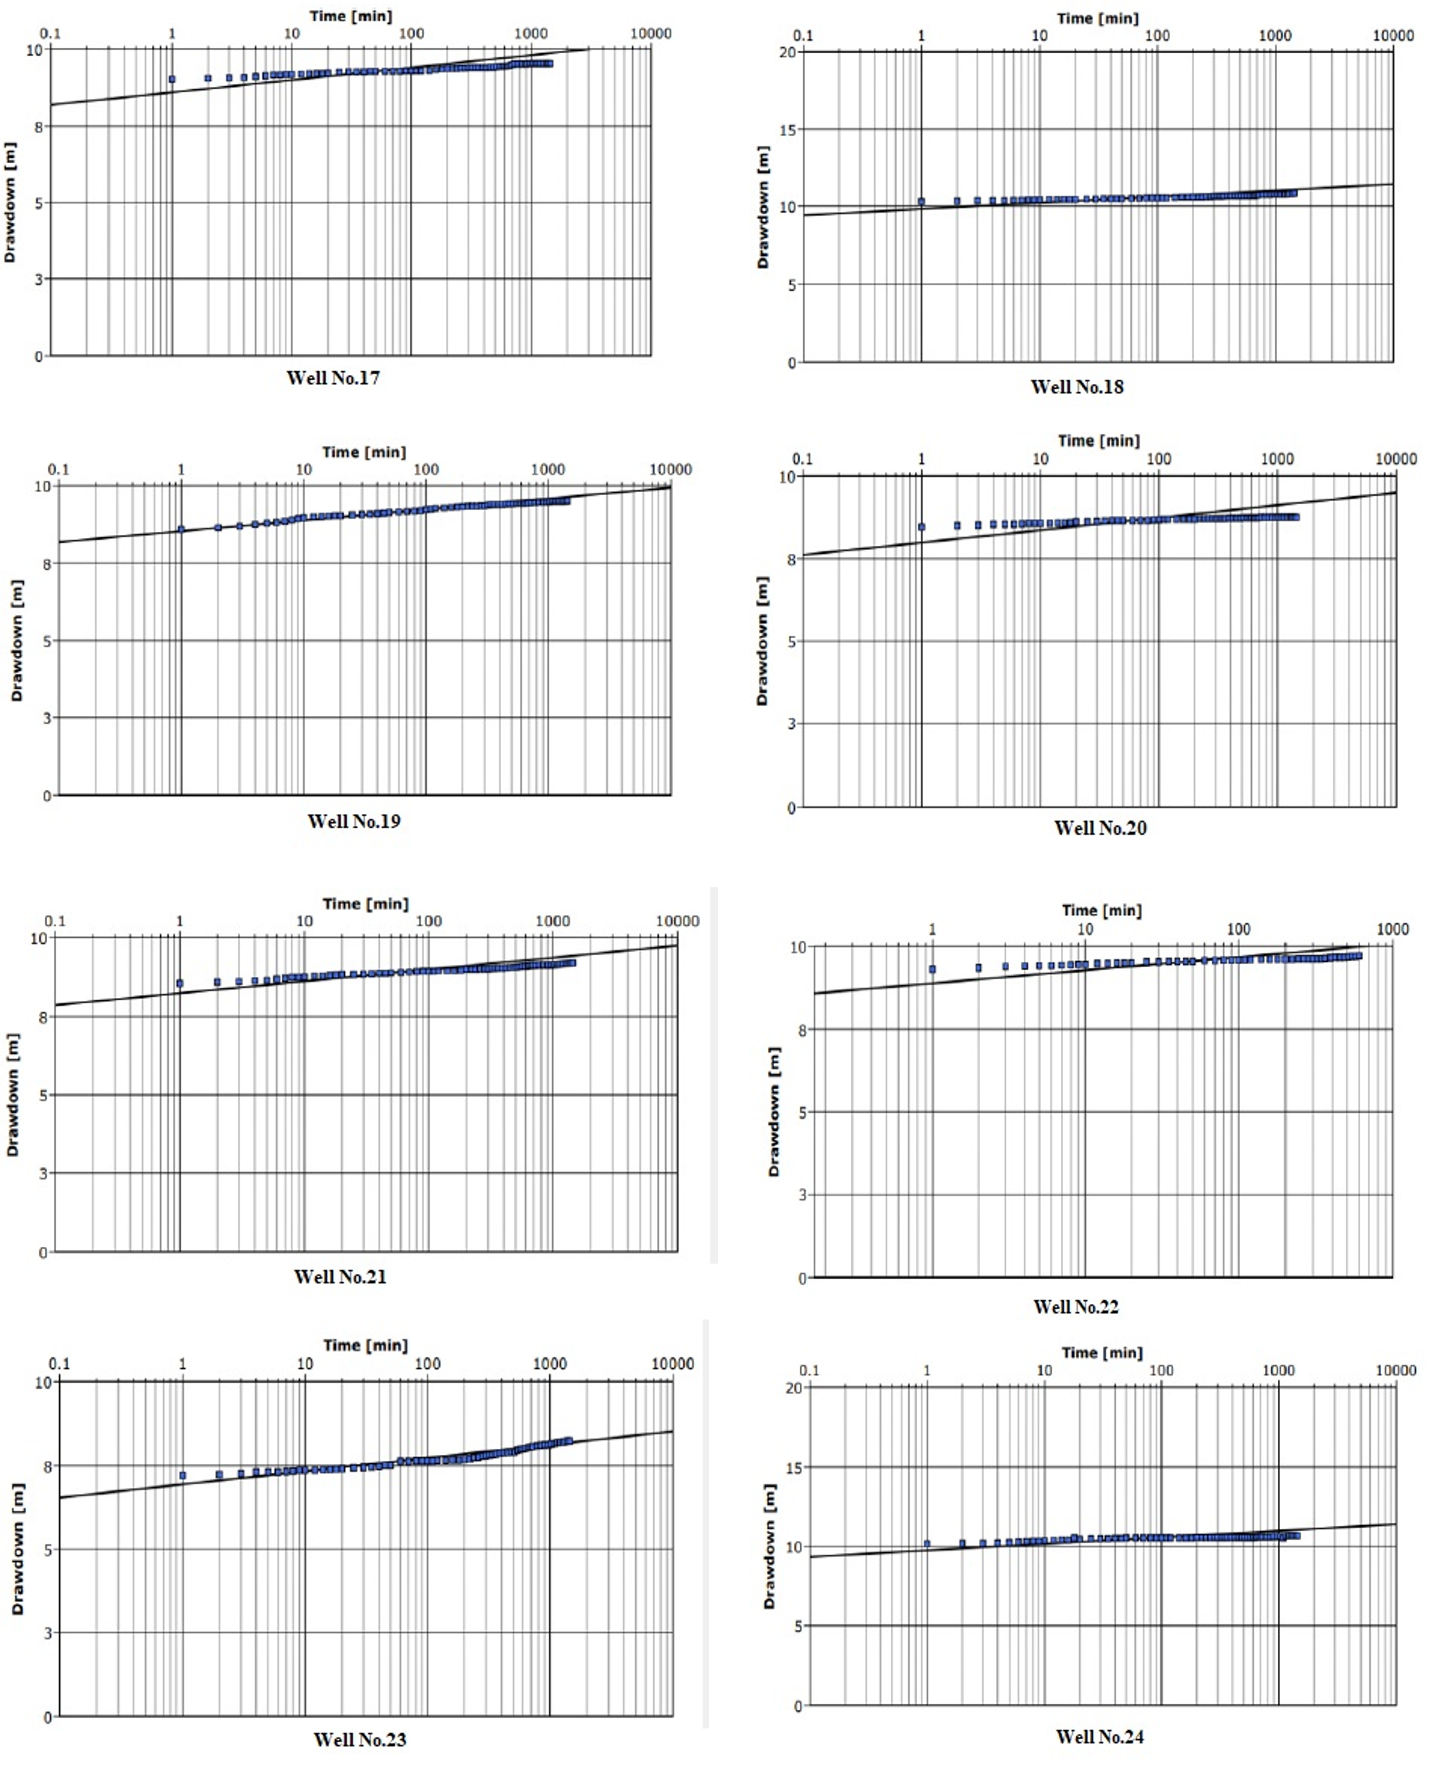 Time [min]
0.1 1 10 100 1000 10000
10
8
5
3
0
Drawdown [m]
Well No.17
Time [min]
0.1 1 10 100 1000 10000
20
15
10
5
0
Drawdown [m]
Well No.18
Time [min]
0.1 1 10 100 1000 10000
10
8
5
3
0
Drawdown [m]
Well No.19
Time [min]
0.1 1 10 100 1000 10000
10
8
5
3
0
Drawdown [m]
Well No.20
Time [min]
0.1 1 10 100 1000 10000
10
8
5
3
0
Drawdown [m]
Well No.21
Time [min]
1 10 100 1000
10
8
5
3
0
Drawdown [m]
Well No.22
Time [min]
0.1 1 10 100 1000 10000
10
8
5
3
0
Drawdown [m]
Well No.23
Time [min]
0.1 1 10 100 1000 10000
20
15
10
5
0
Drawdown [m]
Well No.24